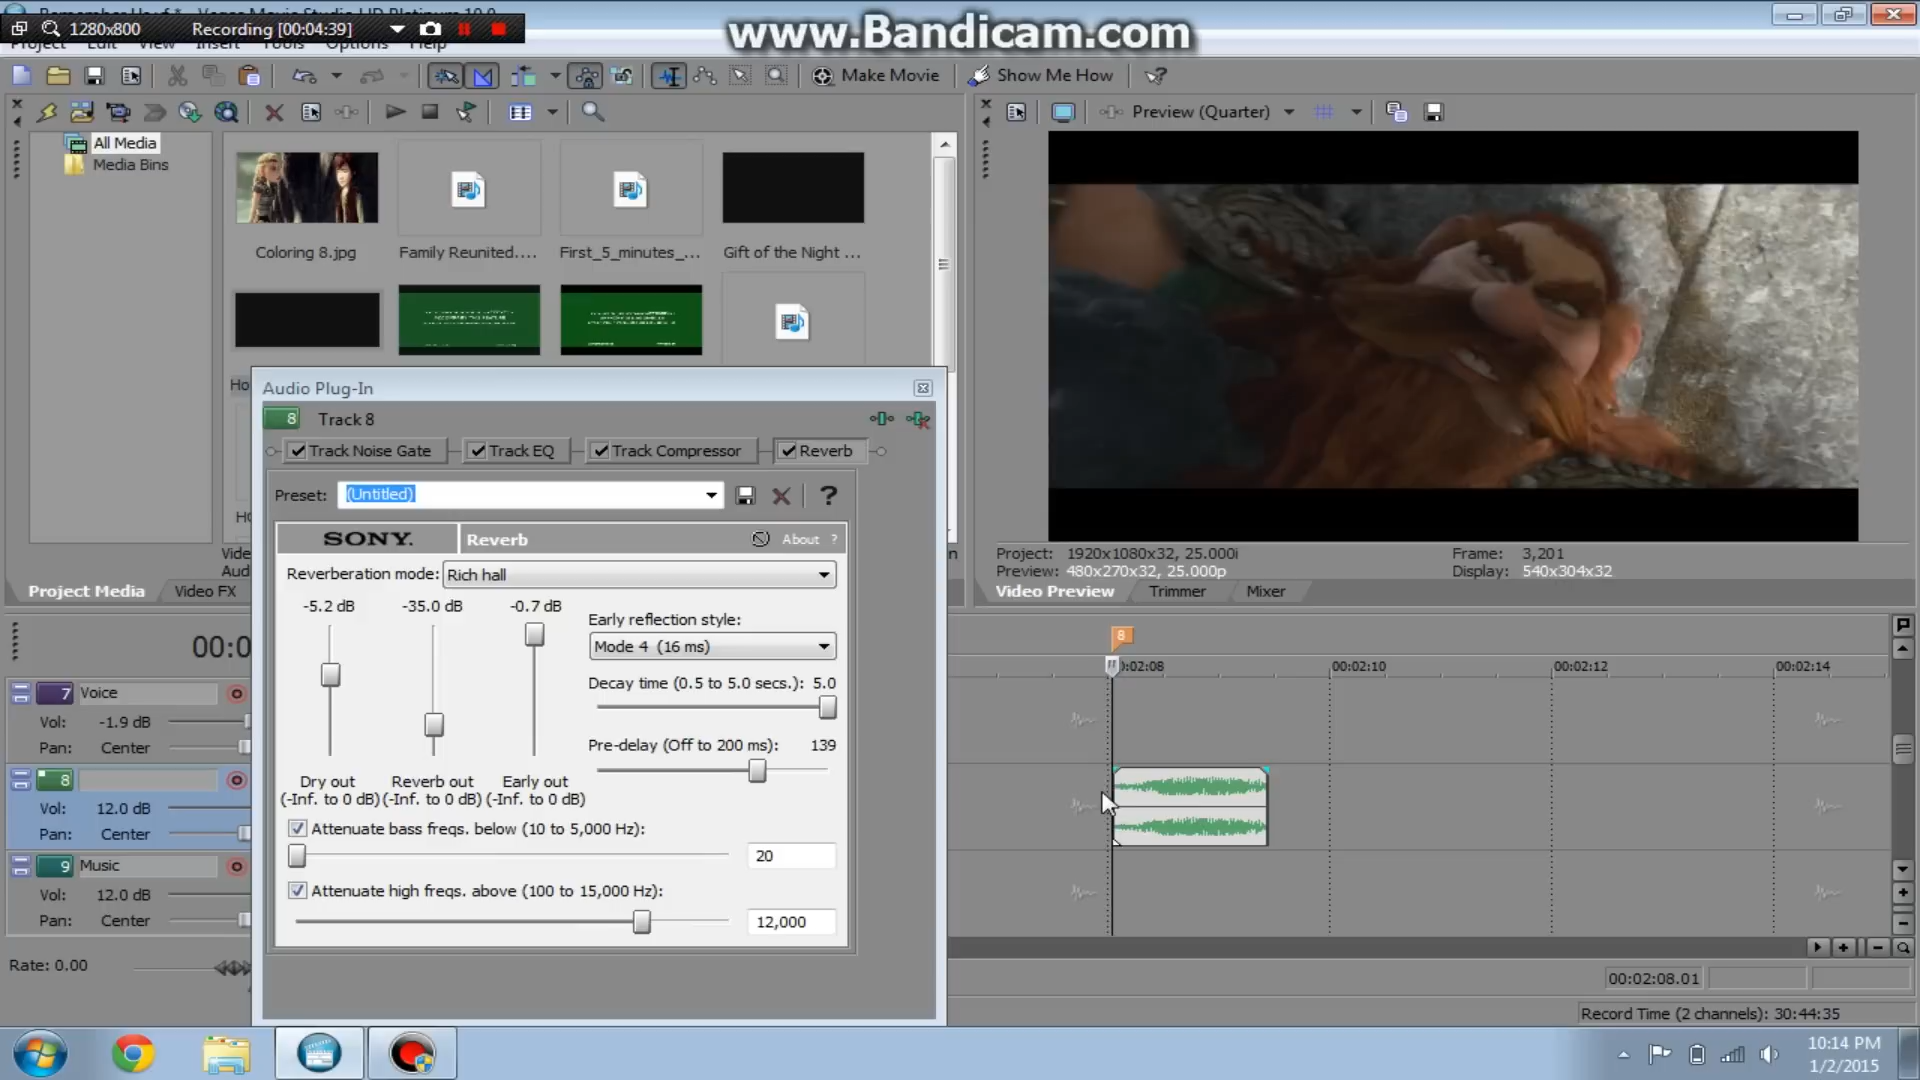 1280x800 Recording [00:04:39]
www.Bandicam.com
Make Movie Show Me How
All Media
Media Bins
Preview (Quarter)
Coloring 8.jpg Family Reunited.... First_5_minutes_... Gift of the Night ...
Audio Plug-In
8 Track 8
Track Noise Gate Track EQ Track Compressor Reverb
Preset: (Untitled)
SONY. Reverb About ?
Reverberation mode: Rich hall
-5.2 dB -35.0 dB -0.7 dB
Early reflection style:
Mode 4 (16 ms)
Decay time (0.5 to 5.0 secs.): 5.0
Pre-delay (Off to 200 ms): 139
Dry out Reverb out Early out
(-Inf. to 0 dB) (-Inf. to 0 dB) (-Inf. to 0 dB)
Attenuate bass freqs. below (10 to 5,000 Hz):
20
Attenuate high freqs. above (100 to 15,000 Hz):
12,000
Project: 1920x1080x32, 25.000i
Preview: 480x270x32, 25.000p
Frame: 3,201
Display: 540x304x32
Project Media Video FX
Video Preview Trimmer Mixer
8
00:02:10 00:02:12 00:02:14
7 Voice
Vol: -1.9 dB
Pan: Center
8
Vol: 12.0 dB
Pan: Center
9 Music
Vol: 12.0 dB
Pan: Center
Rate: 0.00
00:02:08.01
Record Time (2 channels): 30:44:35
10:14 PM
1/2/2015